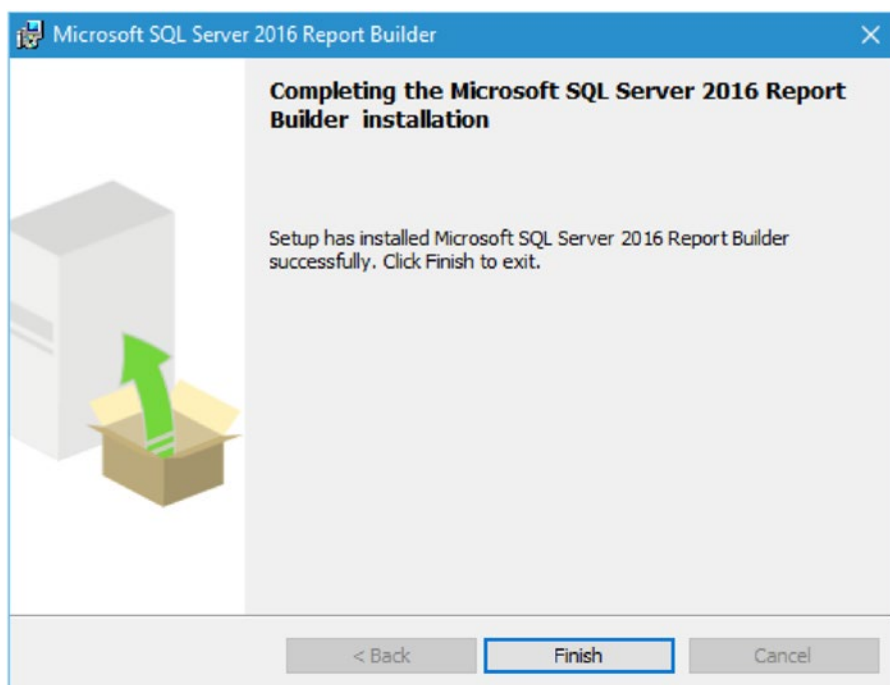 Microsoft SQL Server 2016 Report Builder
Completing the Microsoft SQL Server 2016 Report
Builder installation
Setup has installed Microsoft SQL Server 2016 Report Builder
successfully. Click Finish to exit.
< Back
Finish
Cancel